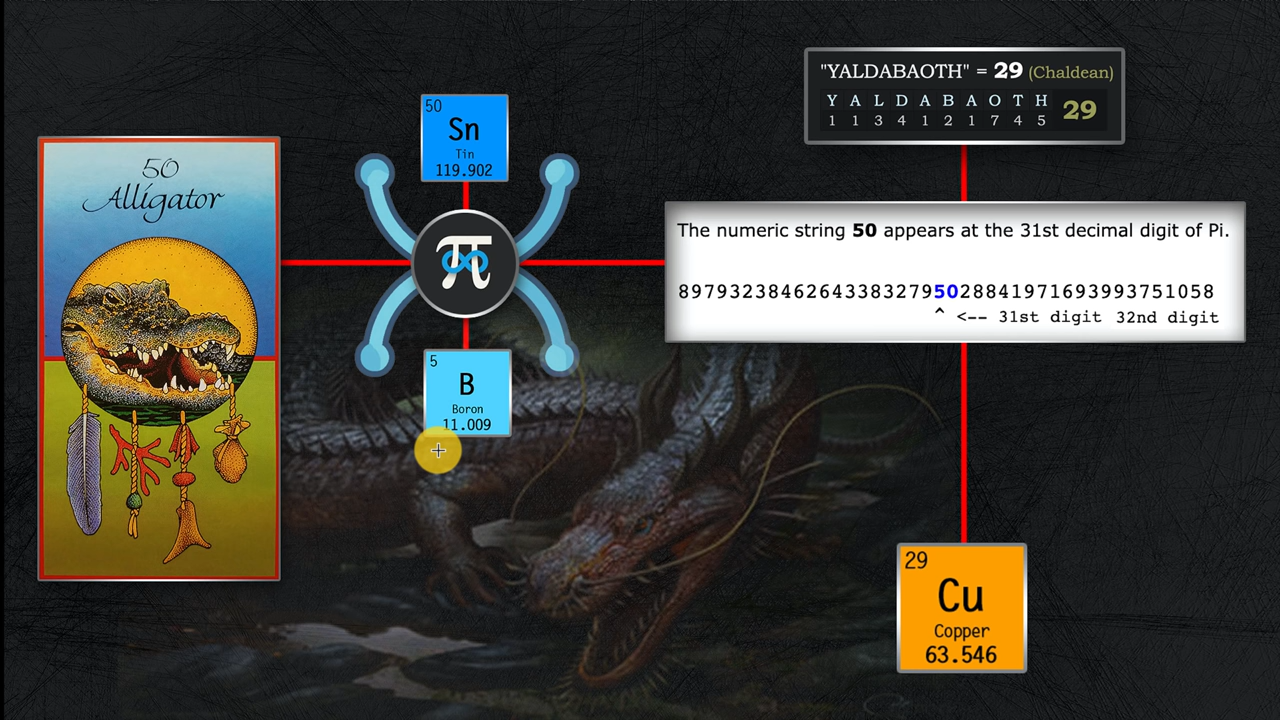 50
Alligator
50
Sn
Tin
119.902
π
5
B
Boron
11.009
"YALDABAOTH" = 29 (Chaldean)
Y A L D A B A O T H 29
1 1 3 4 1 2 1 7 4 5
The numeric string 50 appears at the 31st decimal digit of Pi.
89793238462643383279502884197169399375​1058
^ <-- 31st digit 32nd digit
29
Cu
Copper
63.546